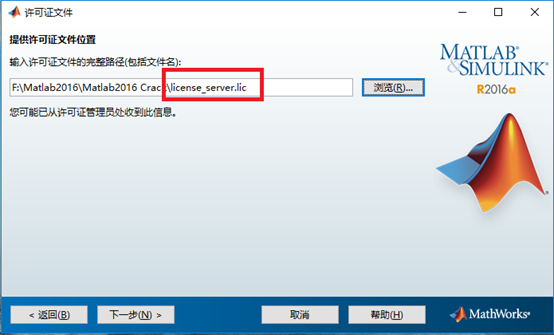 许可证文件
提供许可证文件位置
输入许可证文件的完整路径(包括文件名):
F:\Matlab2016\Matlab2016 Crack\license_server.lic
浏览(R)...
您可能已从许可证管理员处收到此信息。
MATLAB
&SIMULINK®
R2016a
< 返回(B)
下一步(N) >
取消
帮助(H)
MathWorks®